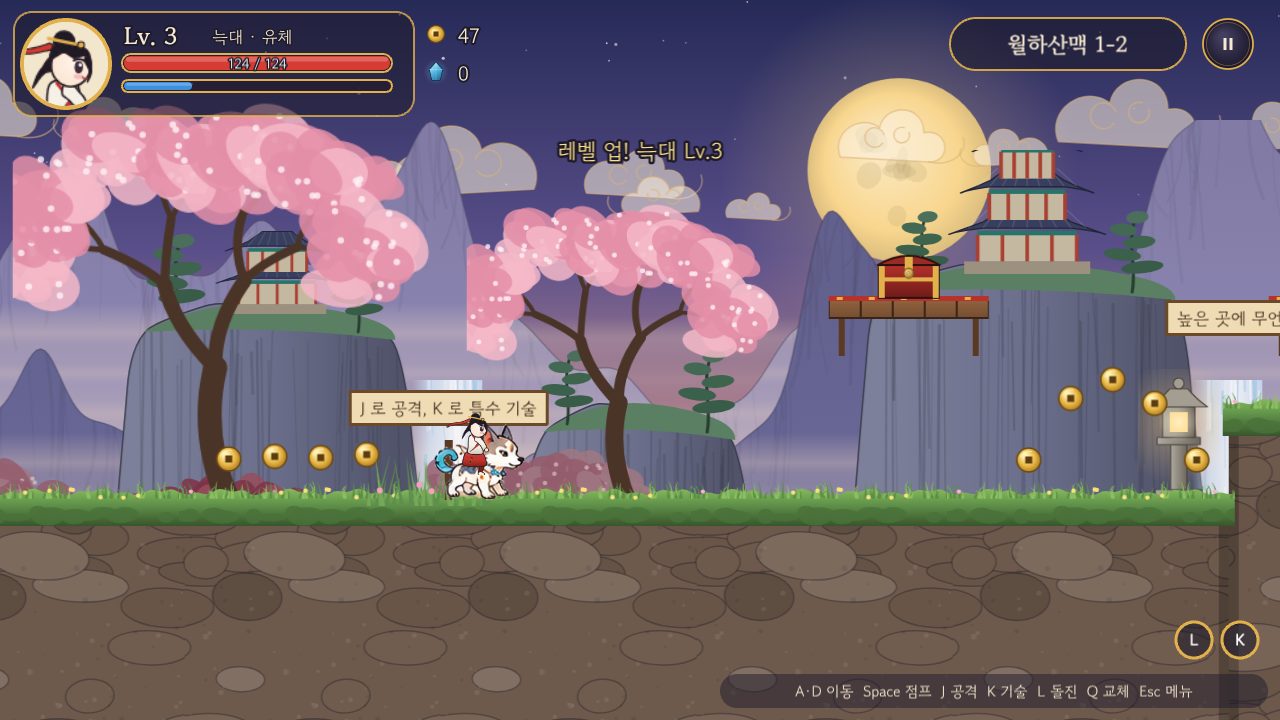 Lv. 3 늑대 · 유체
124 / 124
47
0
월하산맥 1-2
레벨 업! 늑대 Lv.3
높은 곳에 무언
J 로 공격, K 로 특수 기술
L K
A·D 이동 Space 점프 J 공격 K 기술 L 돌진 Q 교체 Esc 메뉴